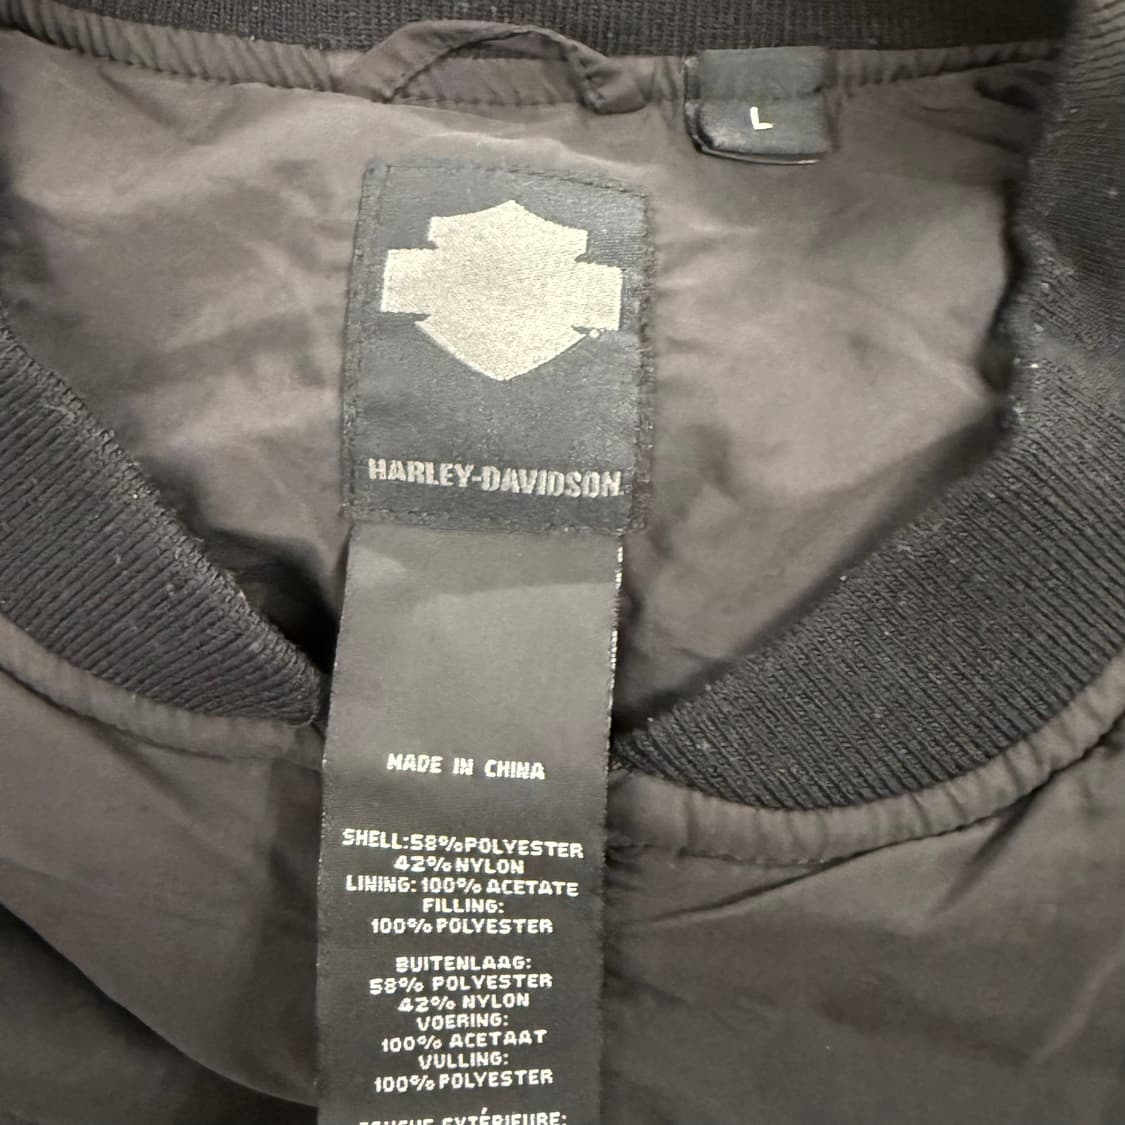 L
HARLEY-DAVIDSON
MADE IN CHINA
SHELL:58%POLYESTER
42%NYLON
LINING:100% ACETATE
FILLING:
100%POLYESTER
BUITENLAAG:
58% POLYESTER
42% NYLON
VOERING:
100% ACETAAT
VULLING:
100%POLYESTER
EXTÉRIEURE: